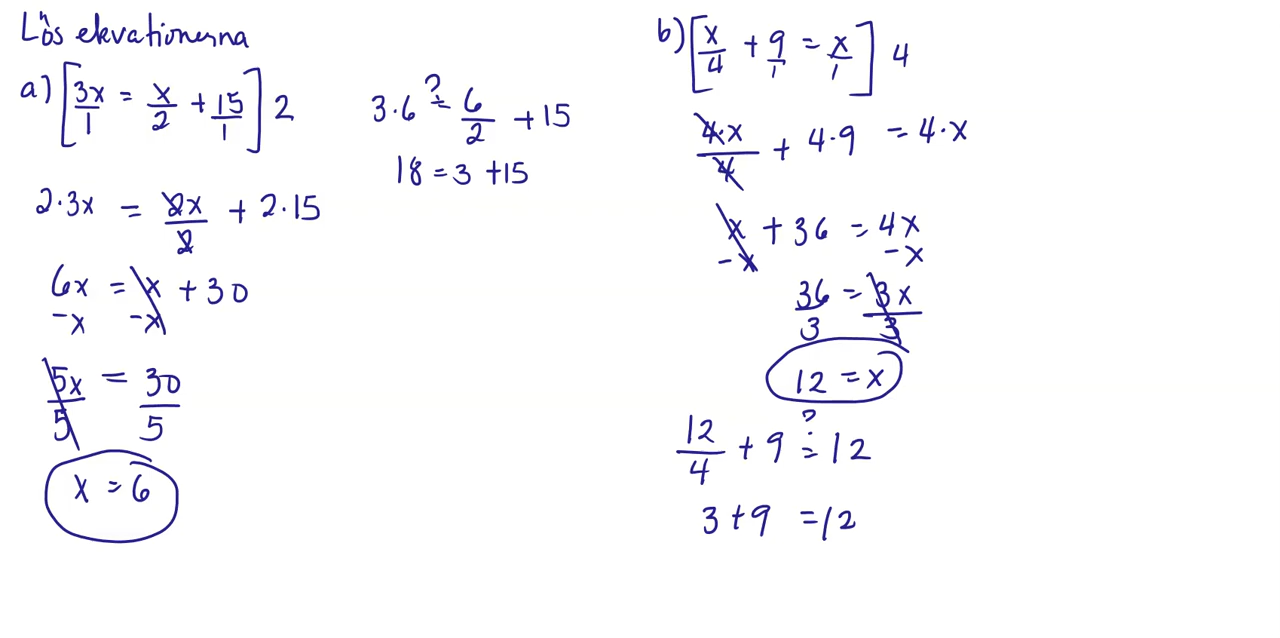 Lös ekvationerna
a) [3x/1 = x/2 + 15/1] 2
2·3x = 2x/2 + 2·15
6x = x + 30
-x -x
5x/5 = 30/5
x = 6
3·6 ?= 6/2 + 15
18 = 3 + 15
b) [x/4 + 9/1 = x/1] 4
4·x/4 + 4·9 = 4·x
x + 36 = 4x
-x -x
36/3 = 3x/3
12 = x
12/4 + 9 ?= 12
3 + 9 = 12